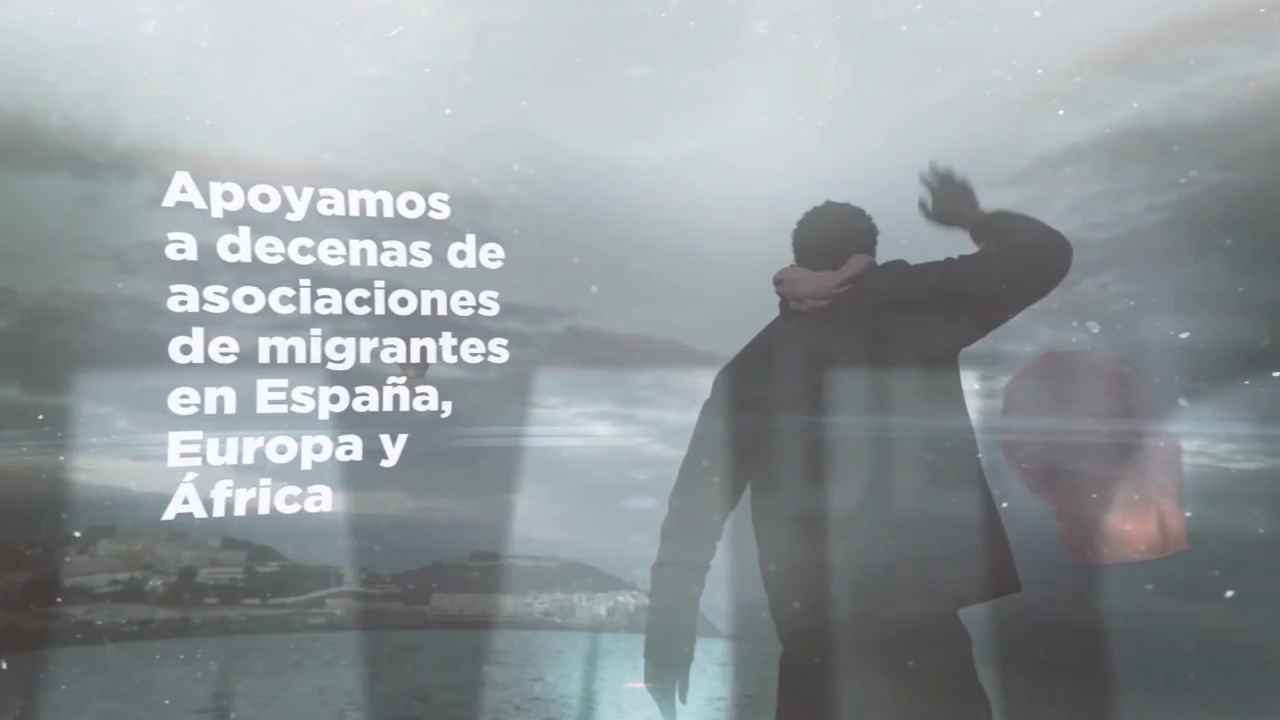 Apoyamos
a decenas de
asociaciones
de migrantes
en España,
Europa y
África